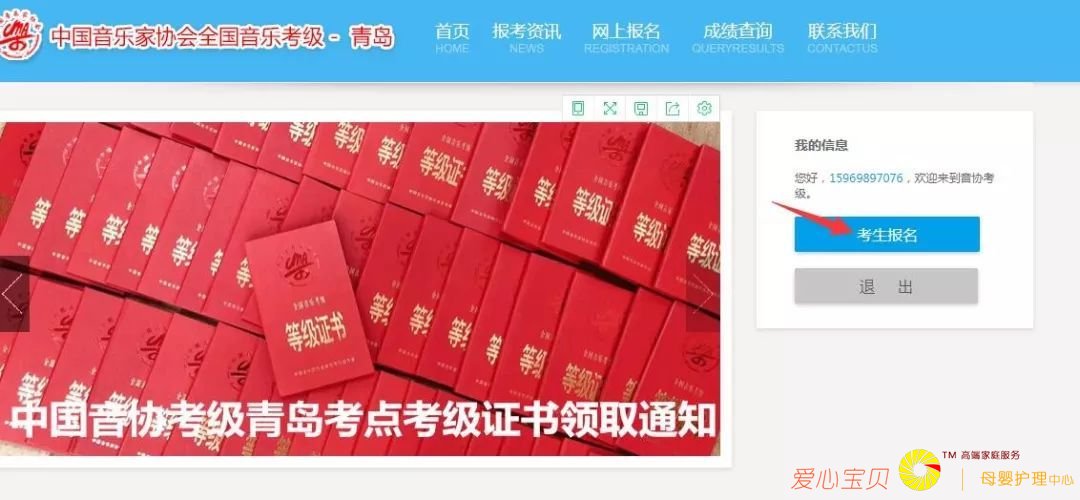 中国音乐家协会全国音乐考级 - 青岛
首页
HOME
报考资讯
NEWS
网上报名
REGISTRATION
成绩查询
QUERYRESULTS
联系我们
CONTACTUS
等级证书
中国音协考级青岛考点考级证书领取通知
我的信息
您好，15969897076，欢迎来到音协考
级。
考生报名
退 出
爱心宝贝
TM 高端家庭服务
母婴护理中心